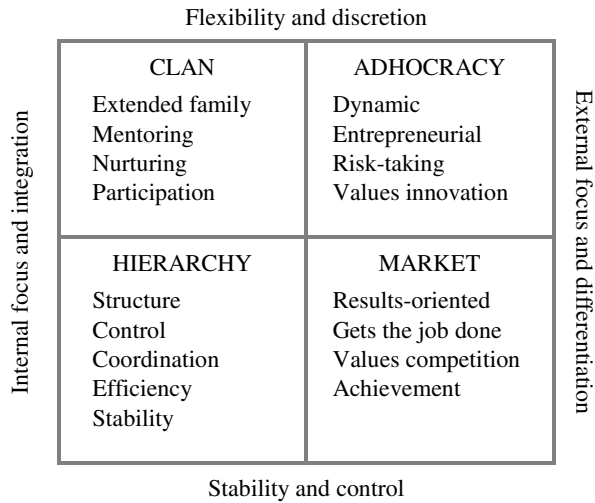 Flexibility and discretion
Internal focus and integration
CLAN
Extended family
Mentoring
Nurturing
Participation
ADHOCRACY
Dynamic
Entrepreneurial
Risk-taking
Values innovation
External focus and differentiation
HIERARCHY
Structure
Control
Coordination
Efficiency
Stability
MARKET
Results-oriented
Gets the job done
Values competition
Achievement
Stability and control